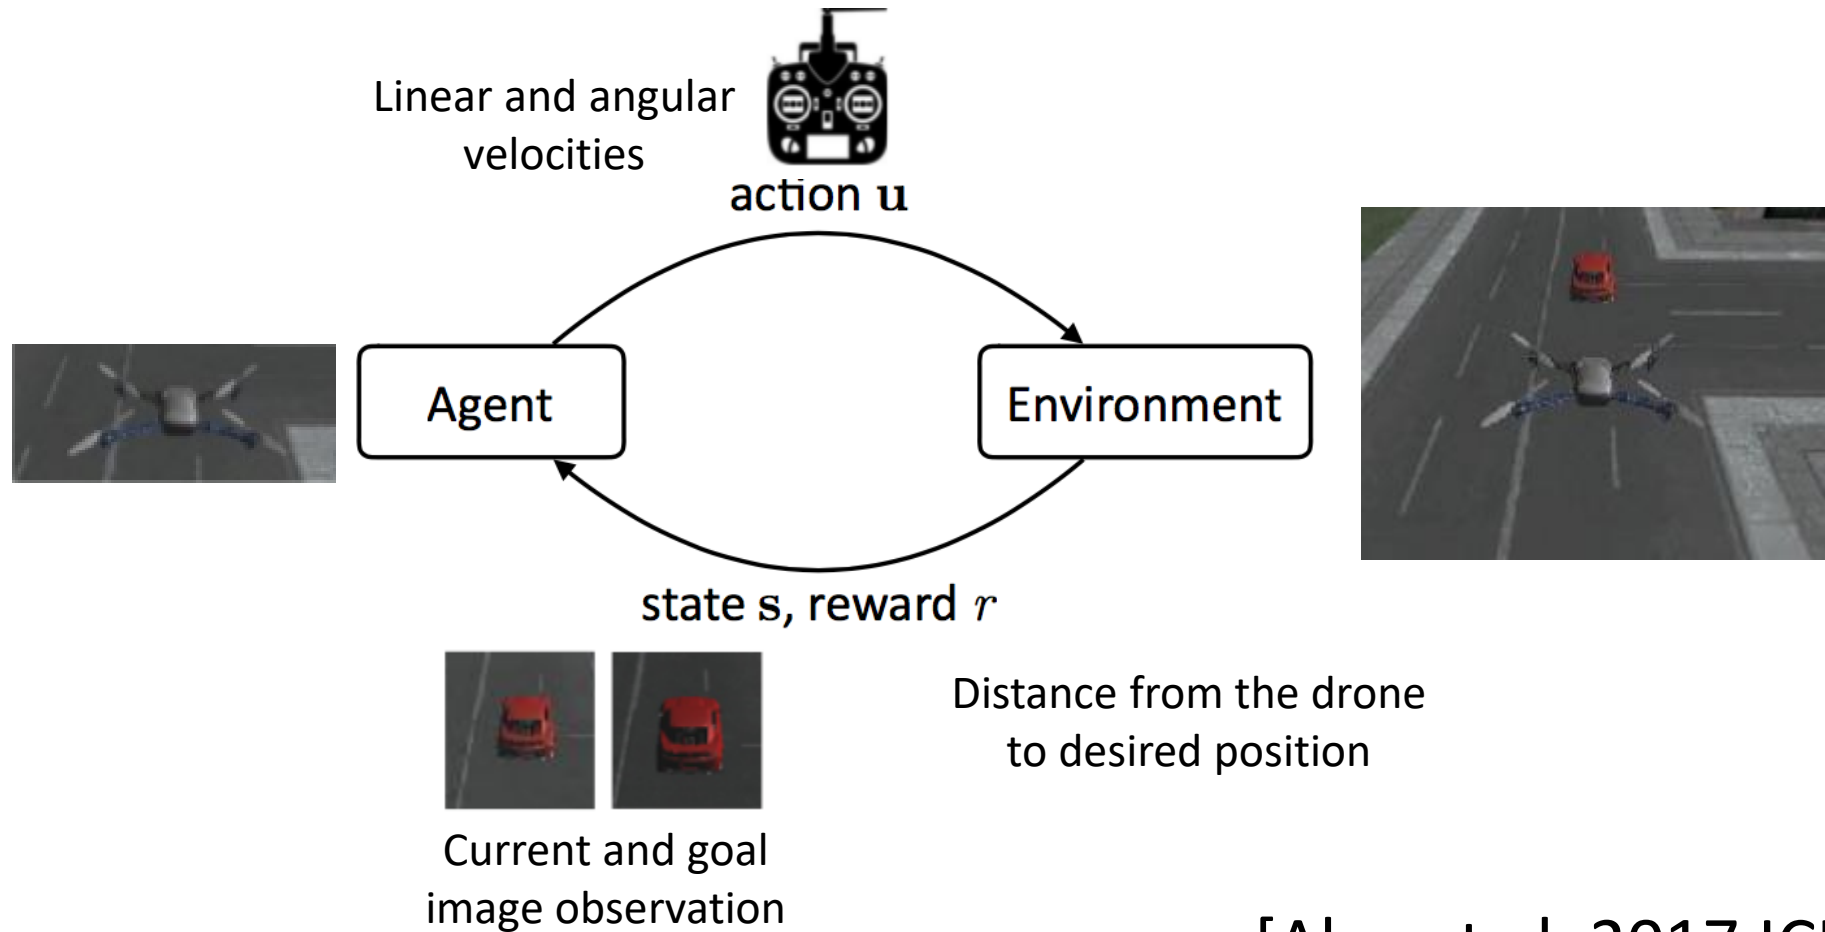 Linear and angular
velocities
action u
Agent
Environment
state s, reward r
Distance from the drone
to desired position
Current and goal
image observation